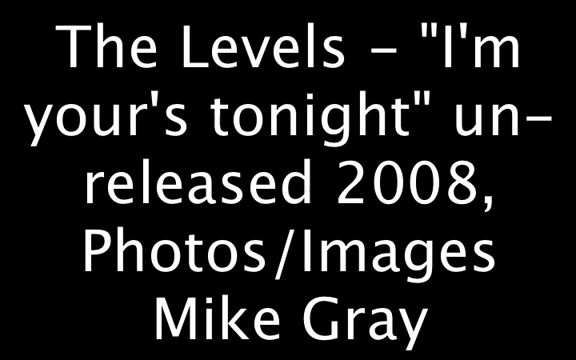 The Levels - "I'm
your's tonight" un-
released 2008,
Photos/Images
Mike Gray